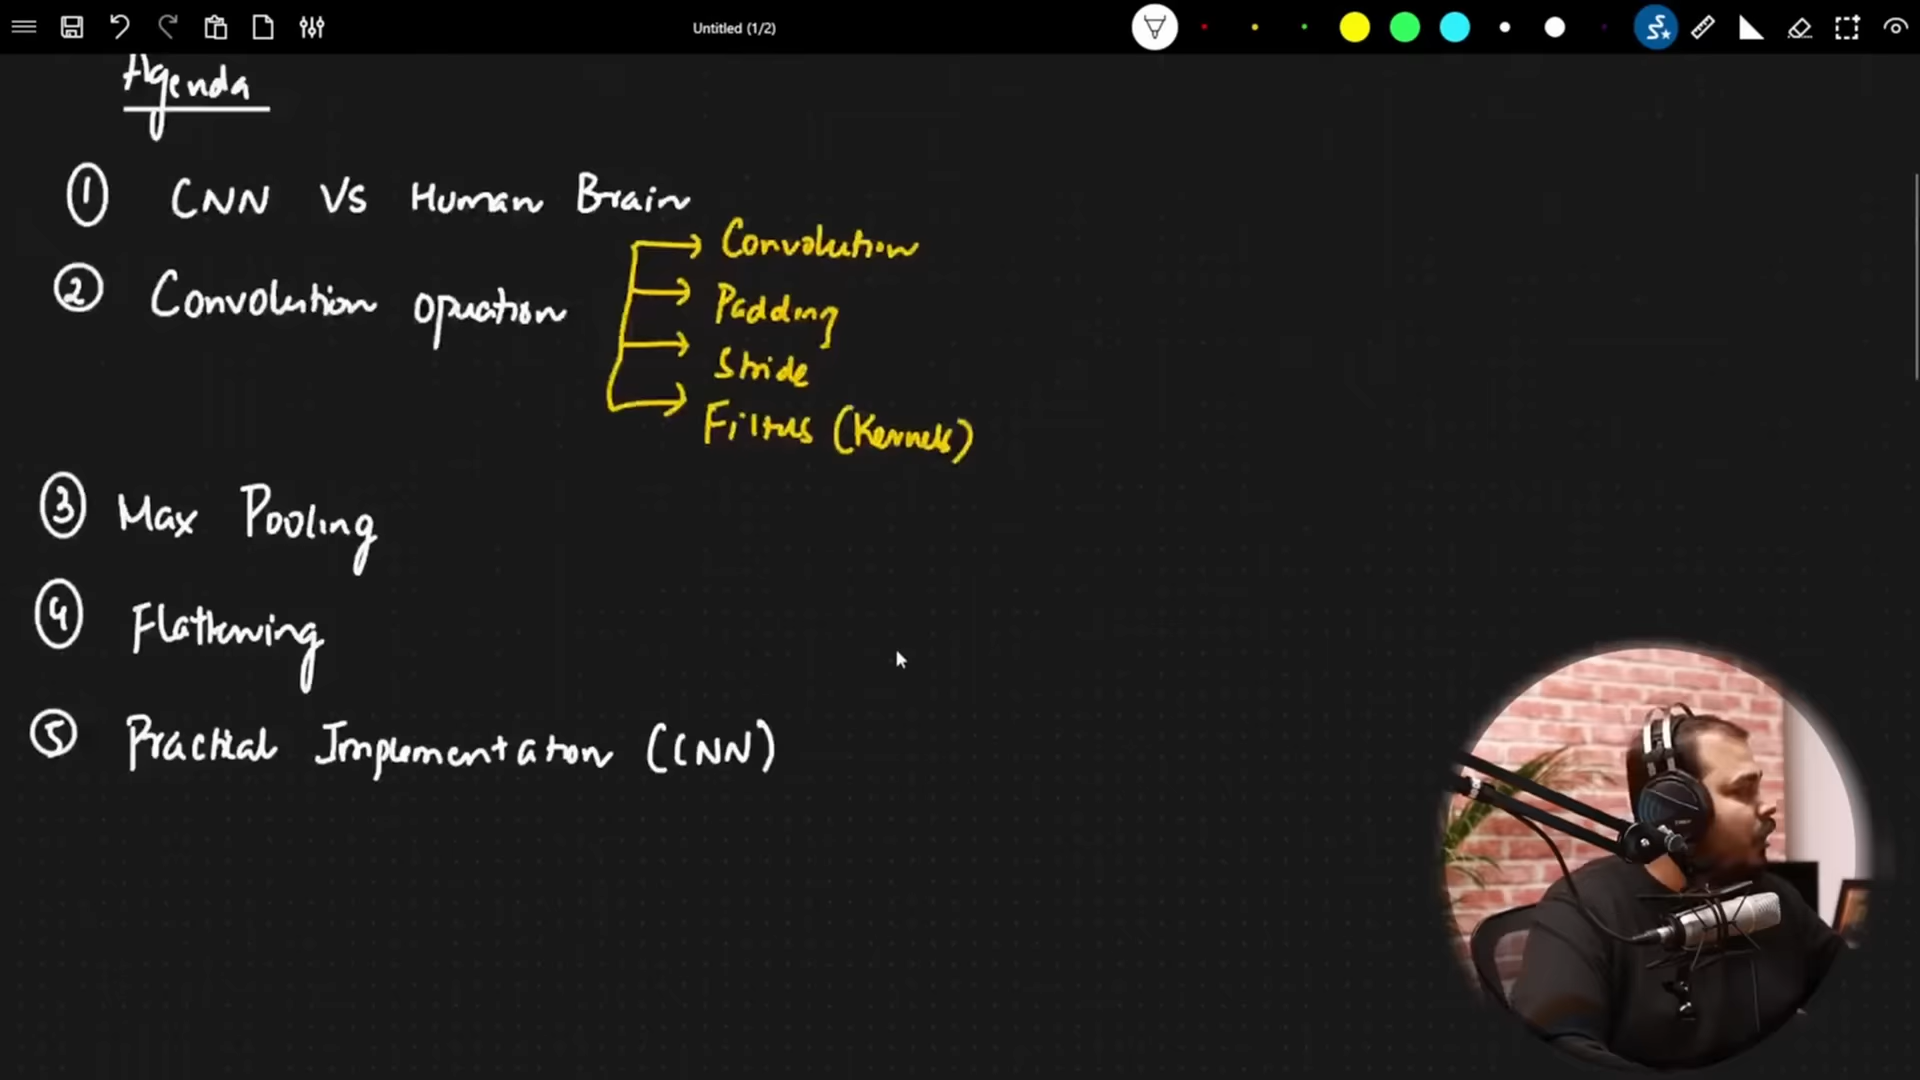 Untitled (1/2)
Agenda
① CNN Vs Human Brain
② Convolution operation
Convolution
Padding
Stride
Filters (Kernels)
③ Max Pooling
④ Flattening
⑤ Practical Implementation (CNN)